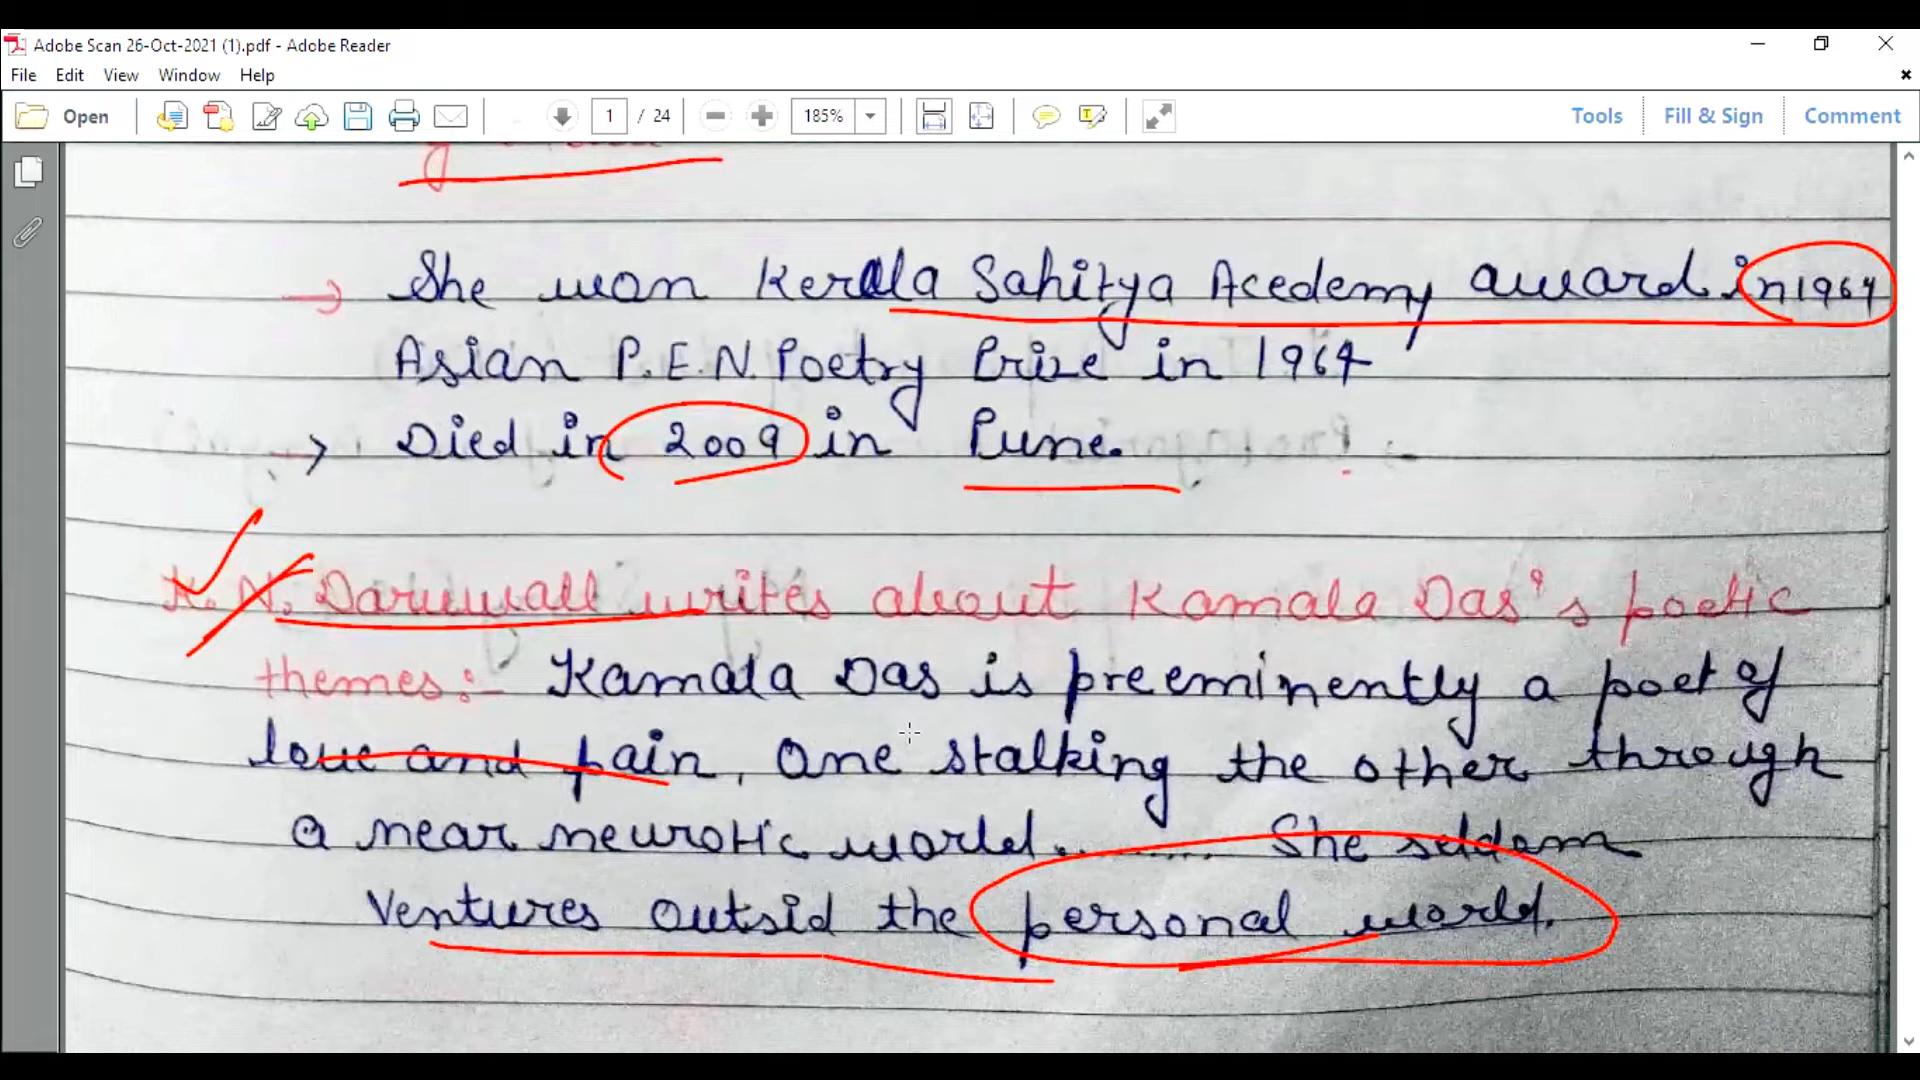 Adobe Scan 26-Oct-2021 (1).pdf - Adobe Reader
File Edit View Window Help
Open 1 / 24 185% Tools Fill & Sign Comment
→ She won Kerala Sahitya Acedemy award in 1964
Asian P.E.N. Poetry Prize in 1964
→ Died in 2009 in Pune.
K. N. Daruwall writes about Kamala Das's poetic
themes:- Kamala Das is preeminently a poet of
love and pain, One stalking the other through
a near neurotic world......... She seldom
Ventures outsid the personal world.